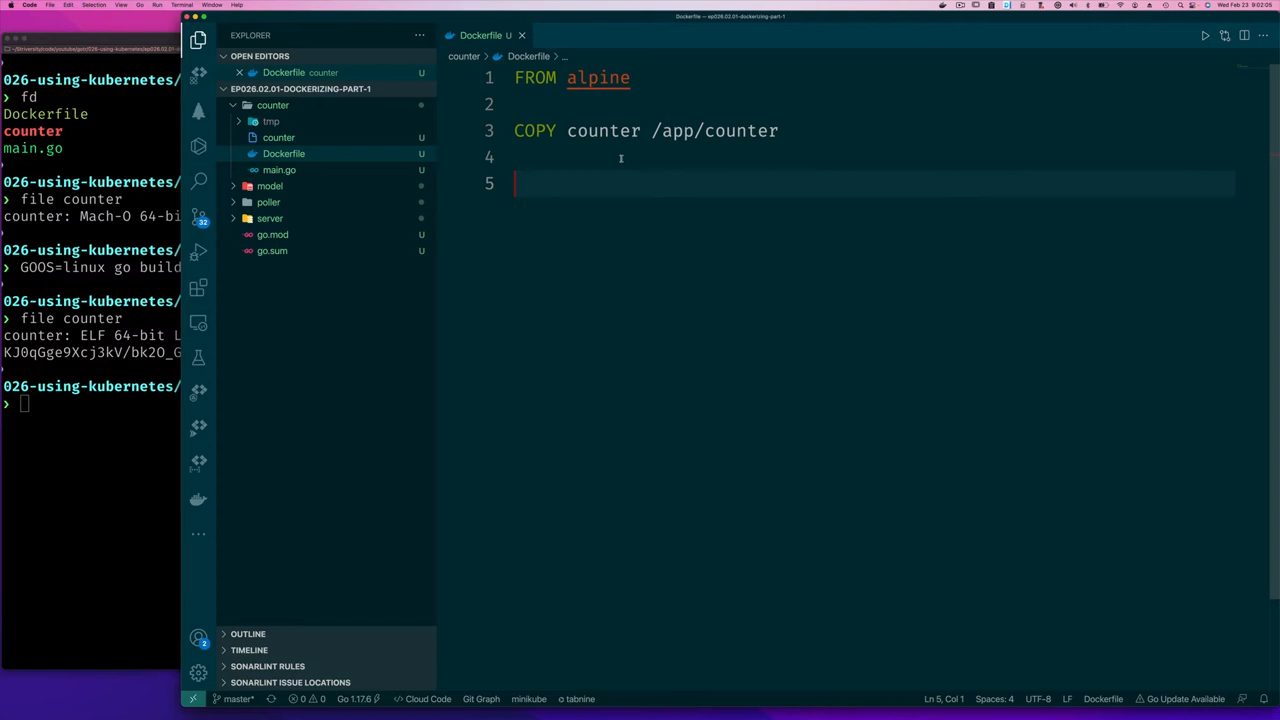 Code File Edit Selection View Go Run Terminal Window Help
Wed Feb 23 9:02:05
Dockerfile — ep026.02.01-dockerizing-part-1
026-using-kubernetes/
❯ fd
Dockerfile
counter
main.go
026-using-kubernetes/
❯ file counter
counter: Mach-O 64-bit
026-using-kubernetes/
❯ GOOS=linux go build
026-using-kubernetes/
❯ file counter
counter: ELF 64-bit L
KJ0qGge9Xcj3kV/bk2O_G
026-using-kubernetes/
❯
EXPLORER
OPEN EDITORS
Dockerfile counter U
EP026.02.01-DOCKERIZING-PART-1
counter
tmp
counter U
Dockerfile U
main.go U
model
poller
server
go.mod U
go.sum U
OUTLINE
TIMELINE
SONARLINT RULES
SONARLINT ISSUE LOCATIONS
32
2
Dockerfile U
counter > Dockerfile > ...
1 FROM alpine
2
3 COPY counter /app/counter
4
5
master* 0 0 Go 1.17.6 Cloud Code Git Graph minikube tabnine
Ln 5, Col 1 Spaces: 4 UTF-8 LF Dockerfile Go Update Available